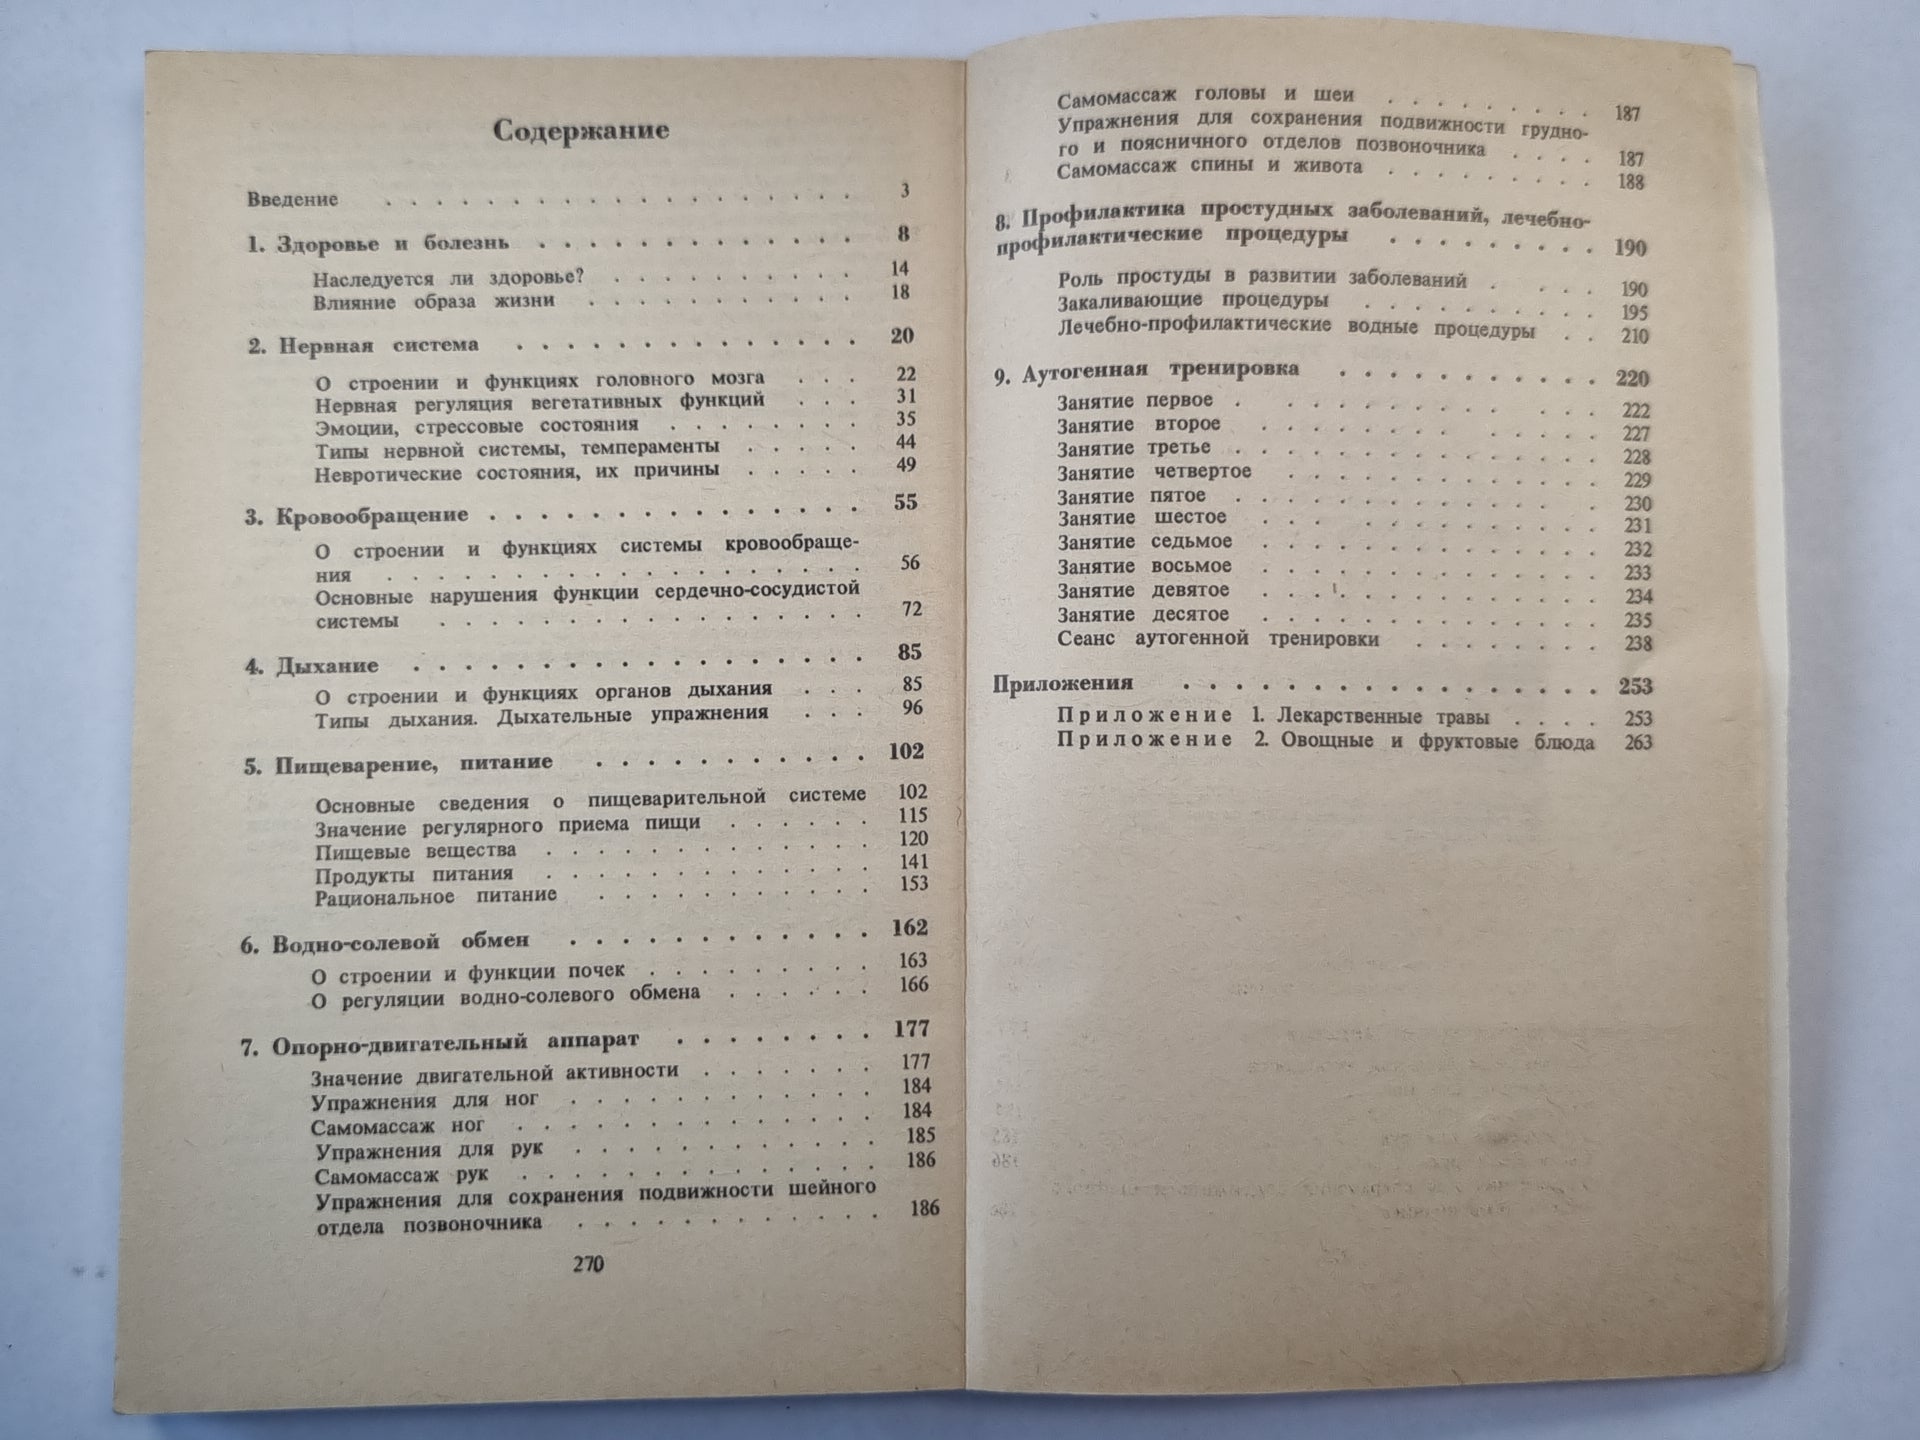 Содержание
Введение . . . . . . . . . . . . . . . . . . . 3
1. Здоровье и болезнь . . . . . . . . . . . . . 8
Наследуется ли здоровье? . . . . . . . . . . 14
Влияние образа жизни . . . . . . . . . . . 18
2. Нервная система . . . . . . . . . . . . . . 20
О строении и функциях головного мозга . . . 22
Нервная регуляция вегетативных функций . . . 31
Эмоции, стрессовые состояния . . . . . . . . 35
Типы нервной системы, темпераменты . . . . . 44
Невротические состояния, их причины . . . . . 49
3. Кровообращение . . . . . . . . . . . . . . . 55
О строении и функциях системы кровообраще-
ния . . . . . . . . . . . . . . . . . . . 56
Основные нарушения функции сердечно-сосудистой
системы . . . . . . . . . . . . . . . . . 72
4. Дыхание . . . . . . . . . . . . . . . . . . 85
О строении и функциях органов дыхания . . . 85
Типы дыхания. Дыхательные упражнения . . . 96
5. Пищеварение, питание . . . . . . . . . . . 102
Основные сведения о пищеварительной системе 102
Значение регулярного приема пищи . . . . . . 115
Пищевые вещества . . . . . . . . . . . . . 120
Продукты питания . . . . . . . . . . . . . 141
Рациональное питание . . . . . . . . . . . 153
6. Водно-солевой обмен . . . . . . . . . . . . 162
О строении и функции почек . . . . . . . . . 163
О регуляции водно-солевого обмена . . . . . . 166
7. Опорно-двигательный аппарат . . . . . . . . 177
Значение двигательной активности . . . . . . . 177
Упражнения для ног . . . . . . . . . . . . 184
Самомассаж ног . . . . . . . . . . . . . . 184
Упражнения для рук . . . . . . . . . . . . 185
Самомассаж рук . . . . . . . . . . . . . . 186
Упражнения для сохранения подвижности шейного
отдела позвоночника . . . . . . . . . . . . 186
270
Самомассаж головы и шеи . . . . . . . . . 187
Упражнения для сохранения подвижности грудно-
го и поясничного отделов позвоночника . . . . 187
Самомассаж спины и живота . . . . . . . . . 188
8. Профилактика простудных заболеваний, лечебно-
профилактические процедуры . . . . . . . . . 190
Роль простуды в развитии заболеваний . . . . 190
Закаливающие процедуры . . . . . . . . . . 195
Лечебно-профилактические водные процедуры . . 210
9. Аутогенная тренировка . . . . . . . . . . . 220
Занятие первое . . . . . . . . . . . . . 222
Занятие второе . . . . . . . . . . . . . 227
Занятие третье . . . . . . . . . . . . . . 228
Занятие четвертое . . . . . . . . . . . . . 229
Занятие пятое . . . . . . . . . . . . . . 230
Занятие шестое . . . . . . . . . . . . . 231
Занятие седьмое . . . . . . . . . . . . . . 232
Занятие восьмое . . . . . . . . . . . . . . 233
Занятие девятое . . . . . . . . . . . . . . 234
Занятие десятое . . . . . . . . . . . . . . 235
Сеанс аутогенной тренировки . . . . . . . . 238
Приложения . . . . . . . . . . . . . . . . . 253
Приложение 1. Лекарственные травы . . . . 253
Приложение 2. Овощные и фруктовые блюда 263